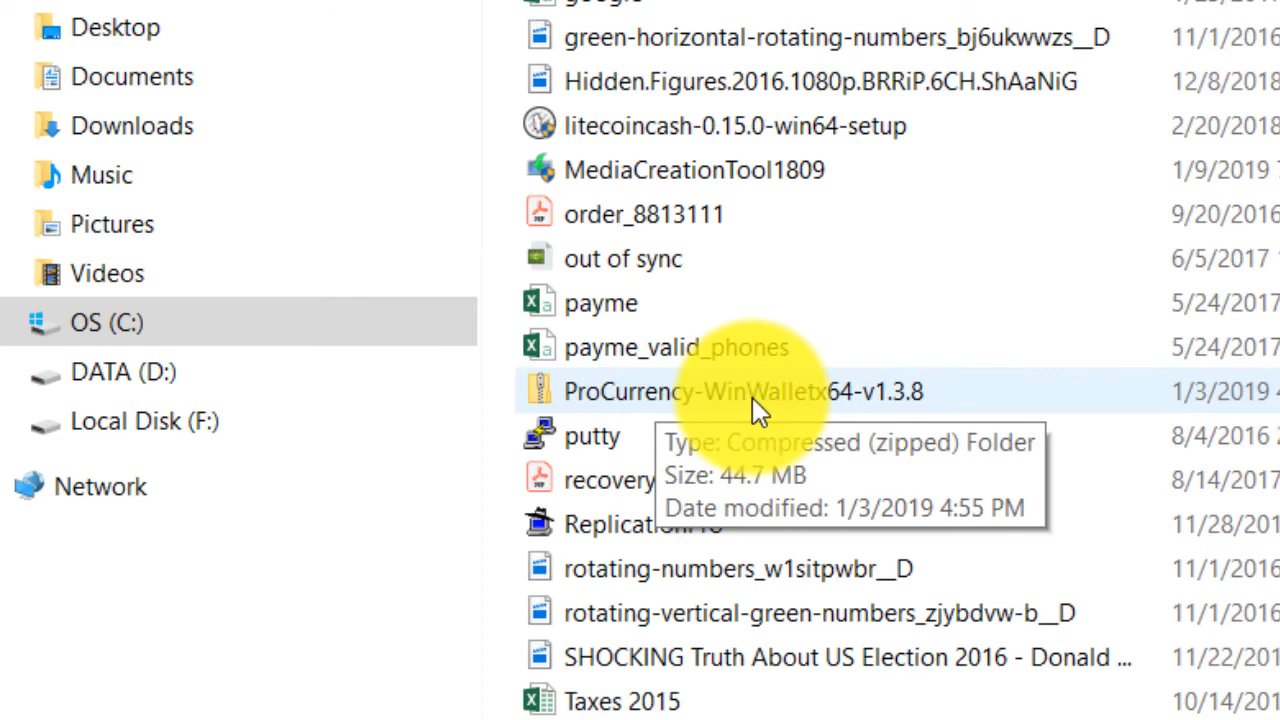 Desktop
Documents
Downloads
Music
Pictures
Videos
OS (C:)
DATA (D:)
Local Disk (F:)
Network
green-horizontal-rotating-numbers_bj6ukwwzs__D 11/1/2016
Hidden.Figures.2016.1080p.BRRiP.6CH.ShAaNiG 12/8/2018
litecoincash-0.15.0-win64-setup 2/20/2018
MediaCreationTool1809 1/9/2019
order_8813111 9/20/2016
out of sync 6/5/2017
payme 5/24/2017
payme_valid_phones 5/24/2017
ProCurrency-WinWalletx64-v1.3.8 1/3/2019 4
putty 8/4/2016 2
Type: Compressed (zipped) Folder
Size: 44.7 MB
Date modified: 1/3/2019 4:55 PM
recovery 8/14/2017
11/28/201
rotating-numbers_w1sitpwbr__D 11/1/2016
rotating-vertical-green-numbers_zjybdvw-b__D 11/1/2016
SHOCKING Truth About US Election 2016 - Donald ... 11/22/201
Taxes 2015 10/14/201